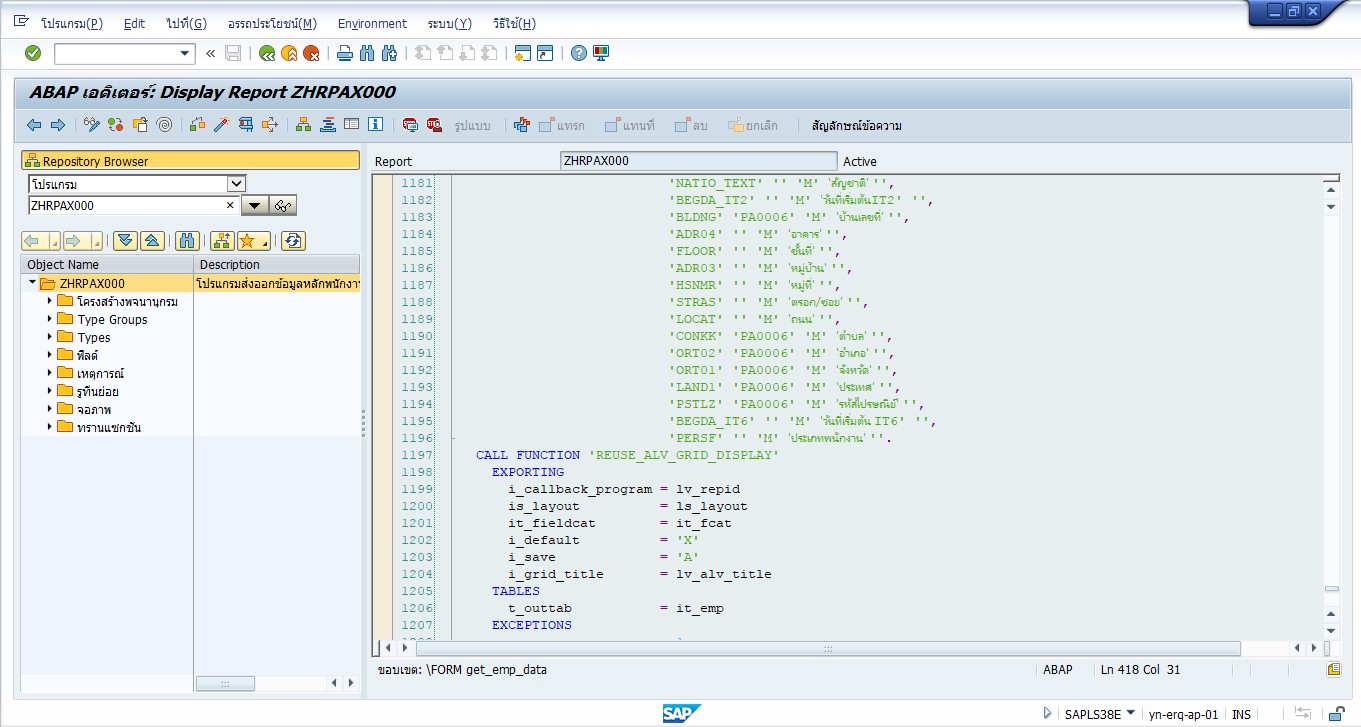 โปรแกรม(P) Edit ไปที่(G) อรรถประโยชน์(M) Environment ระบบ(Y) วิธีใช้(H)
ABAP เอดิเตอร์: Display Report ZHRPAX000
รูปแบบ แทรก แทนที่ ลบ ยกเลิก สัญลักษณ์ข้อความ
Repository Browser
โปรแกรม
ZHRPAX000
Object Name Description
ZHRPAX000 โปรแกรมส่งออกข้อมูลหลักพนักงา
โครงสร้างพจนานุกรม
Type Groups
Types
ฟิลด์
เหตุการณ์
รูทีนย่อย
จอภาพ
ทรานแซกชัน
Report ZHRPAX000 Active
1181 'NATIO_TEXT' '' 'M' 'สัญชาติ' '',
1182 'BEGDA_IT2' '' 'M' 'วันที่เริ่มต้นIT2' '',
1183 'BLDNG' 'PA0006' 'M' 'บ้านเลขที่' '',
1184 'ADR04' '' 'M' 'อาคาร' '',
1185 'FLOOR' '' 'M' 'ชั้นที่' '',
1186 'ADR03' '' 'M' 'หมู่บ้าน' '',
1187 'HSNMR' '' 'M' 'หมู่ที่' '',
1188 'STRAS' '' 'M' 'ตรอก/ซอย' '',
1189 'LOCAT' '' 'M' 'ถนน' '',
1190 'CONKK' 'PA0006' 'M' 'ตำบล' '',
1191 'ORT02' 'PA0006' 'M' 'อำเภอ' '',
1192 'ORT01' 'PA0006' 'M' 'จังหวัด' '',
1193 'LAND1' 'PA0006' 'M' 'ประเทศ' '',
1194 'PSTLZ' 'PA0006' 'M' 'รหัสไปรษณีย์' '',
1195 'BEGDA_IT6' '' 'M' 'วันที่เริ่มต้น IT6' '',
1196 'PERSF' '' 'M' 'ประเภทพนักงาน' ''.
1197 CALL FUNCTION 'REUSE_ALV_GRID_DISPLAY'
1198 EXPORTING
1199 i_callback_program = lv_repid
1200 is_layout = ls_layout
1201 it_fieldcat = it_fcat
1202 i_default = 'X'
1203 i_save = 'A'
1204 i_grid_title = lv_alv_title
1205 TABLES
1206 t_outtab = it_emp
1207 EXCEPTIONS
ขอบเขต: \FORM get_emp_data ABAP Ln 418 Col 31
SAP SAPLS38E yn-erq-ap-01 INS